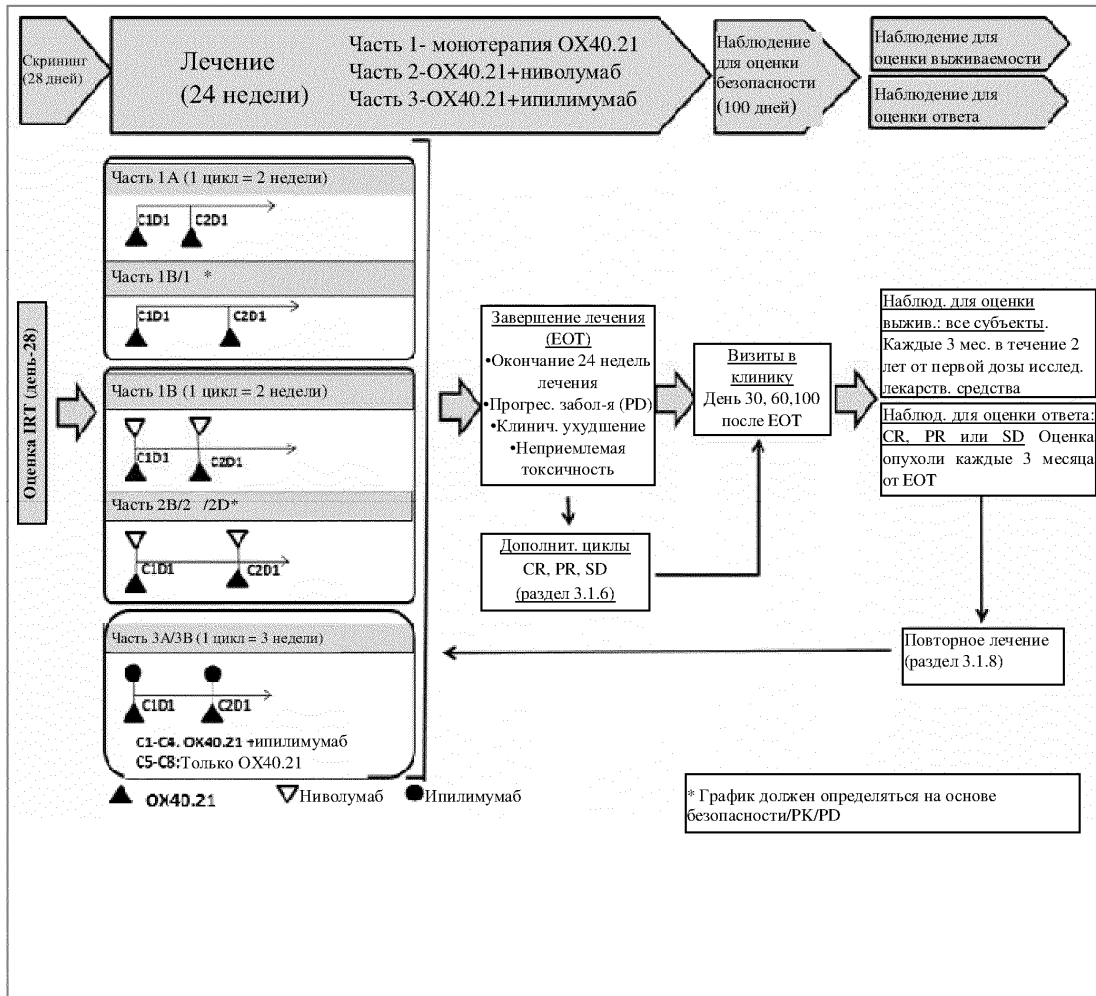 Скрининг
(28 дней)
Лечение
(24 недели)
Часть 1- монотерапия OX40.21
Часть 2-OX40.21+ниволумаб
Часть 3-OX40.21+ипилимумаб
Наблюдение
для оценки
безопасности
(100 дней)
Наблюдение для
оценки выживаемости
Наблюдение для
оценки ответа
Оценка IRT (день-28)
Часть 1A (1 цикл = 2 недели)
C1D1
C2D1
Часть 1B/1 *
C1D1
C2D1
Часть 1B (1 цикл = 2 недели)
C1D1
C2D1
Часть 2B/2 /2D*
C1D1
C2D1
Часть 3A/3B (1 цикл = 3 недели)
C1D1
C2D1
C1-C4. OX40.21 +ипилимумаб
C5-C8:Только OX40.21
OX40.21
Ниволумаб
Ипилимумаб
Завершение лечения
(EOT)
•Окончание 24 недель
лечения
•Прогрес. забол-я (PD)
•Клинич. ухудшение
•Неприемлемая
токсичность
Дополнит. циклы
CR, PR, SD
(раздел 3.1.6)
Визиты в
клинику
День 30, 60,100
после EOT
Наблюд. для оценки
выжив.: все субъекты.
Каждые 3 мес. в течение 2
лет от первой дозы исслед.
лекарств. средства
Наблюд. для оценки ответа:
CR, PR или SD Оценка
опухоли каждые 3 месяца
от EOT
Повторное лечение
(раздел 3.1.8)
* График должен определяться на основе
безопасности/PK/PD